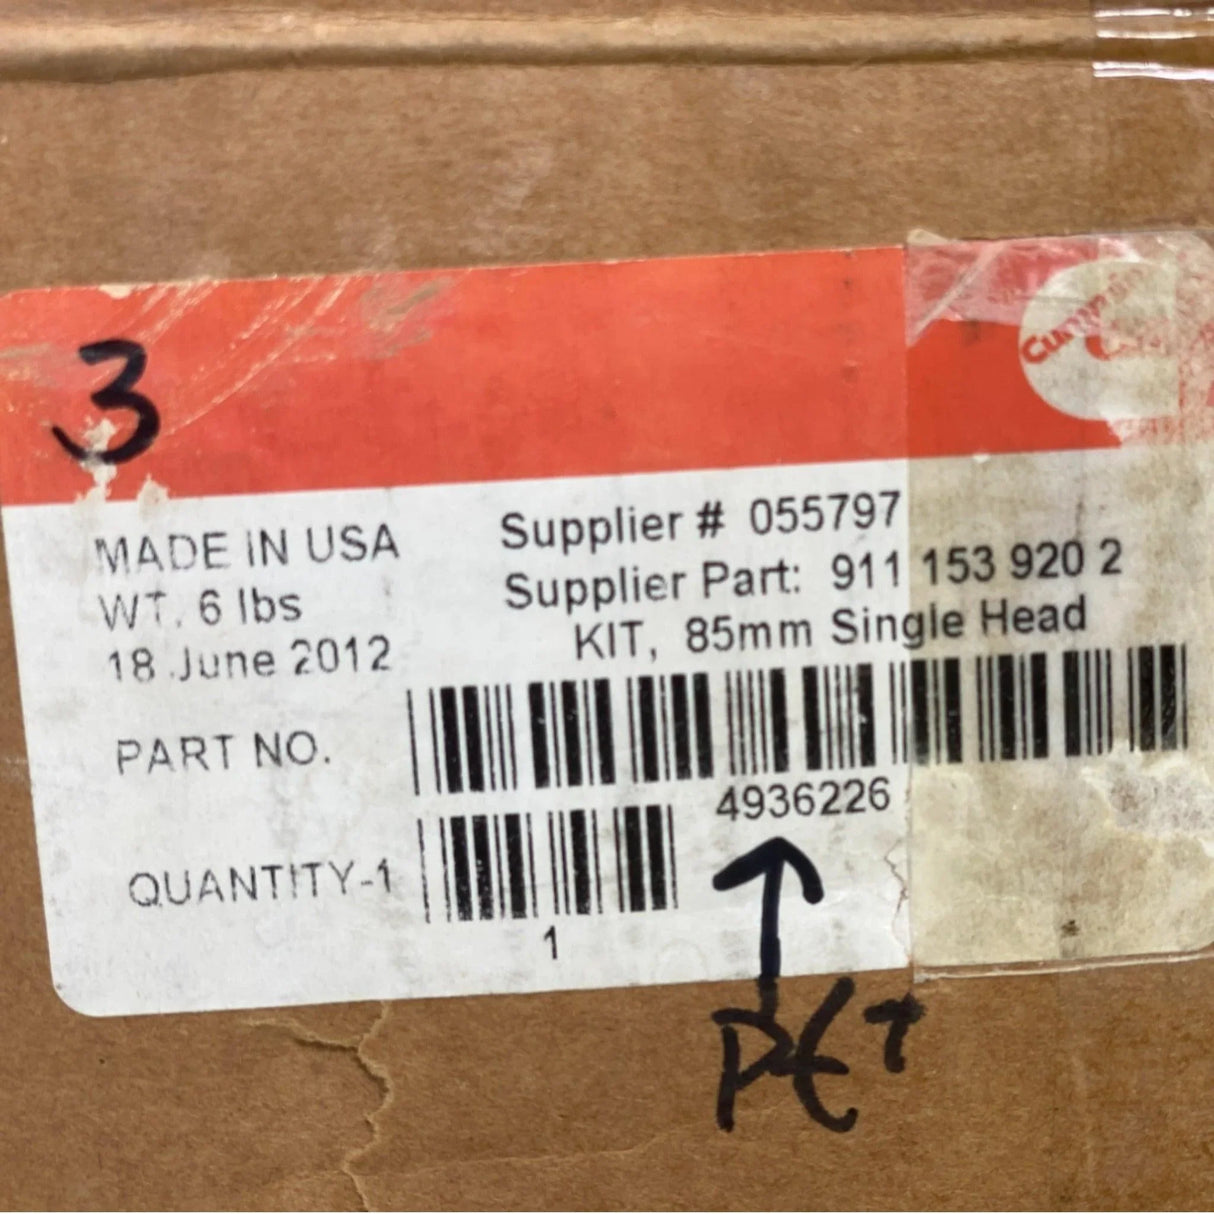 3
Cummins
MADE IN USA
WT. 6 lbs
18 June 2012
Supplier # 055797
Supplier Part: 911 153 920 2
KIT, 85mm Single Head
PART NO.
4936226
QUANTITY-1
1